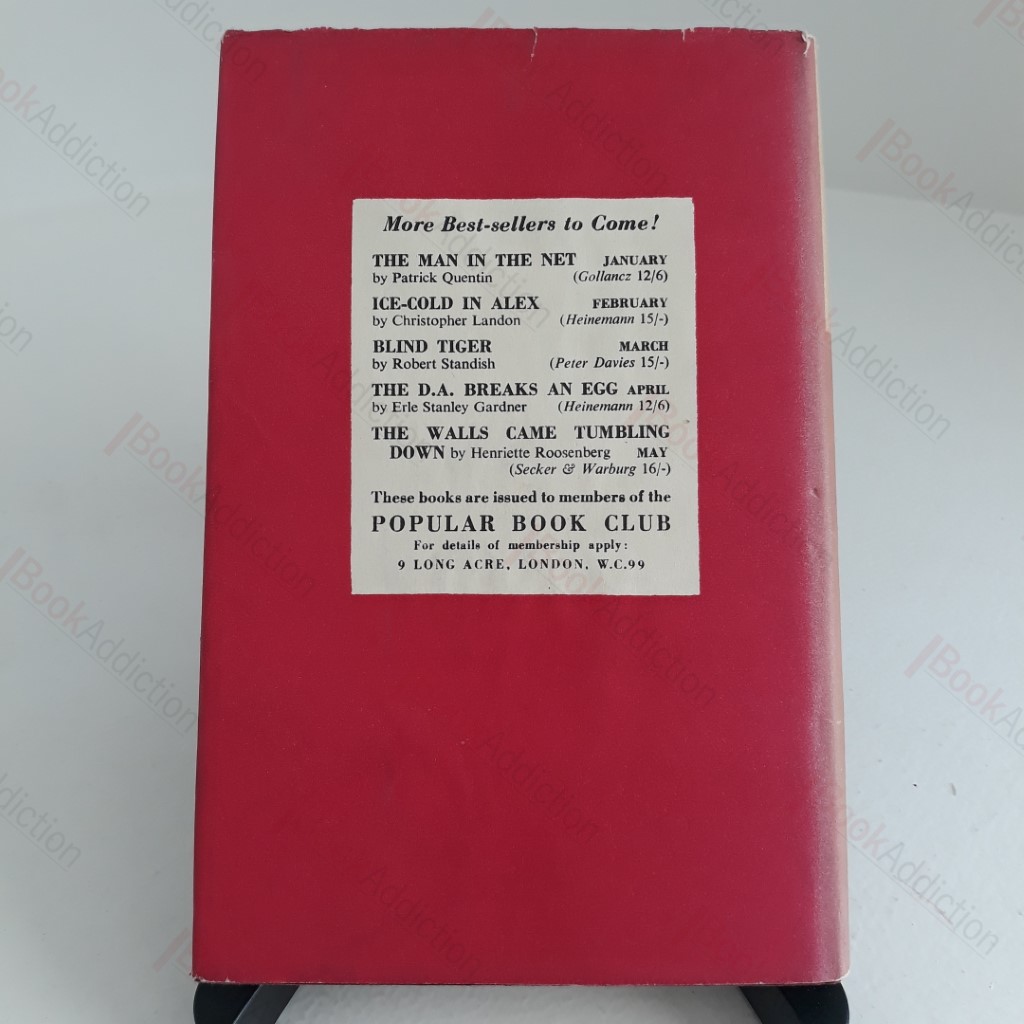 More Best-sellers to Come!
THE MAN IN THE NET JANUARY
by Patrick Quentin (Gollancz 12/6)
ICE-COLD IN ALEX FEBRUARY
by Christopher Landon (Heinemann 15/-)
BLIND TIGER MARCH
by Robert Standish (Peter Davies 15/-)
THE D.A. BREAKS AN EGG APRIL
by Erle Stanley Gardner (Heinemann 12/6)
THE WALLS CAME TUMBLING
DOWN by Henriette Roosenberg MAY
(Secker & Warburg 16/-)
These books are issued to members of the
POPULAR BOOK CLUB
For details of membership apply:
9 LONG ACRE, LONDON, W.C.99
BookAddiction